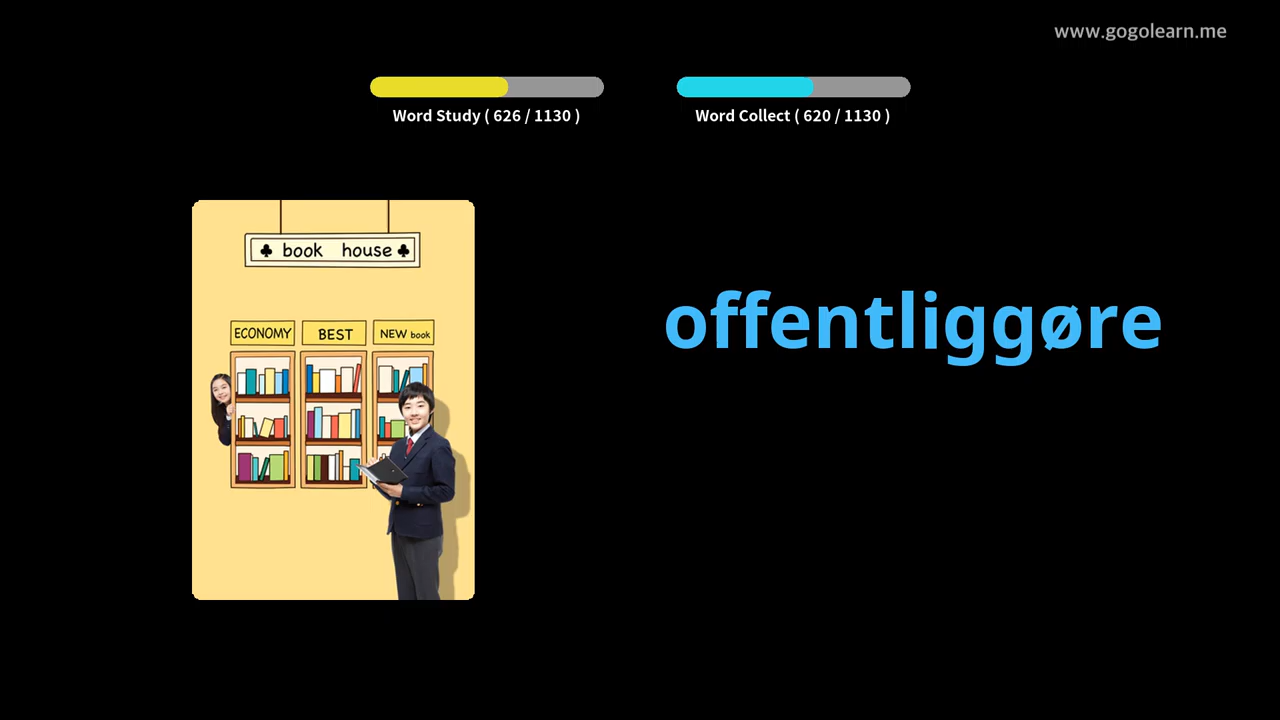 www.gogolearn.me
Word Study ( 626 / 1130 )
Word Collect ( 620 / 1130 )
♣ book house ♣
ECONOMY
BEST
NEW book
offentliggøre